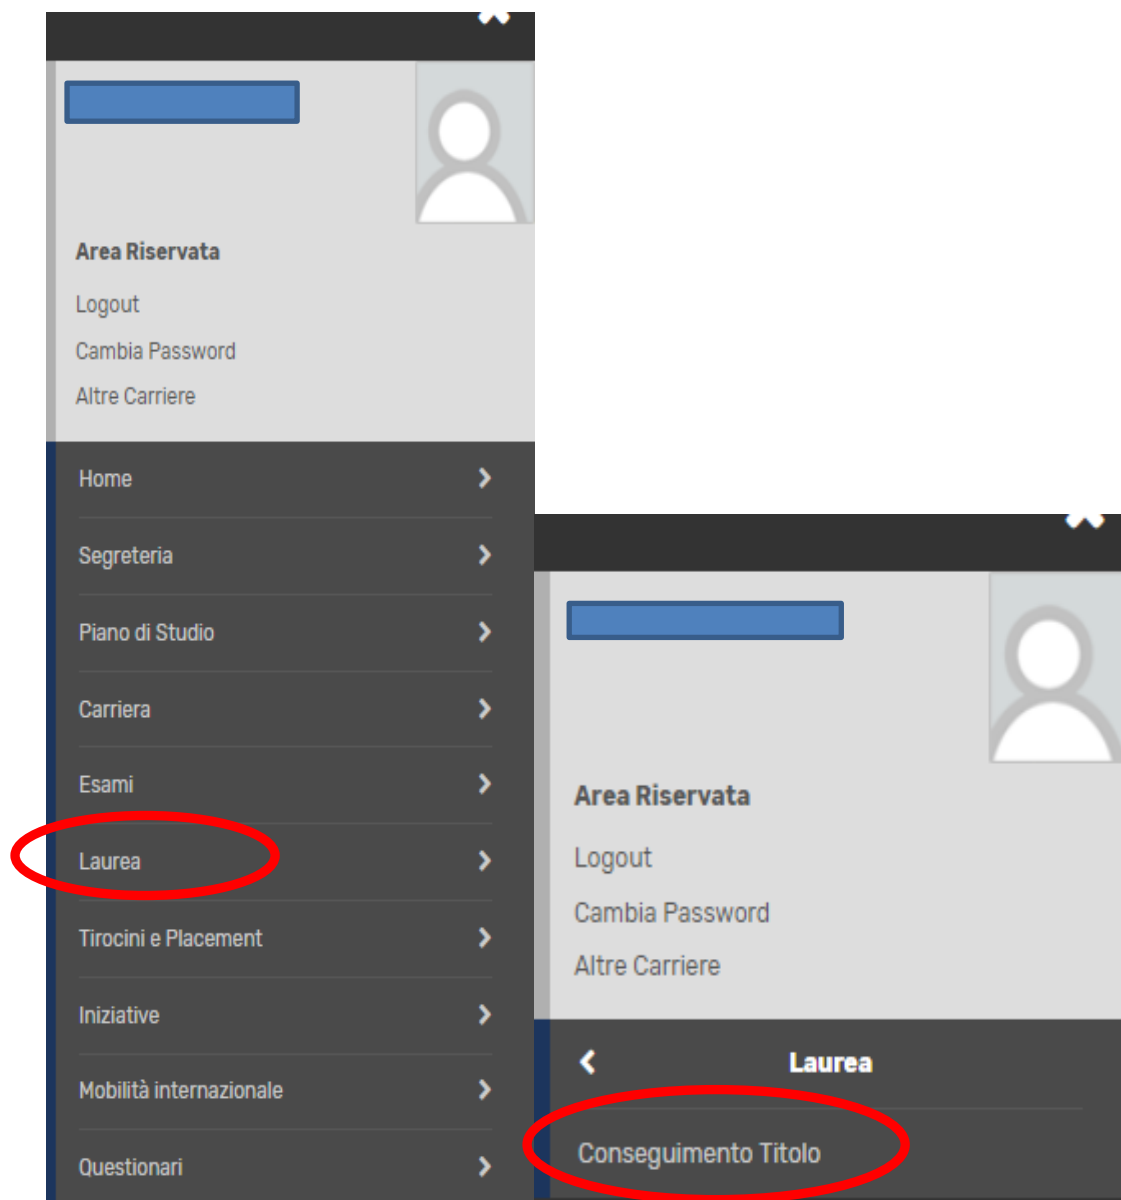 Area Riservata
Logout
Cambia Password
Altre Carriere
Home
Segreteria
Piano di Studio
Carriera
Esami
Laurea
Tirocini e Placement
Iniziative
Mobilità internazionale
Questionari
Area Riservata
Logout
Cambia Password
Altre Carriere
Laurea
Conseguimento Titolo